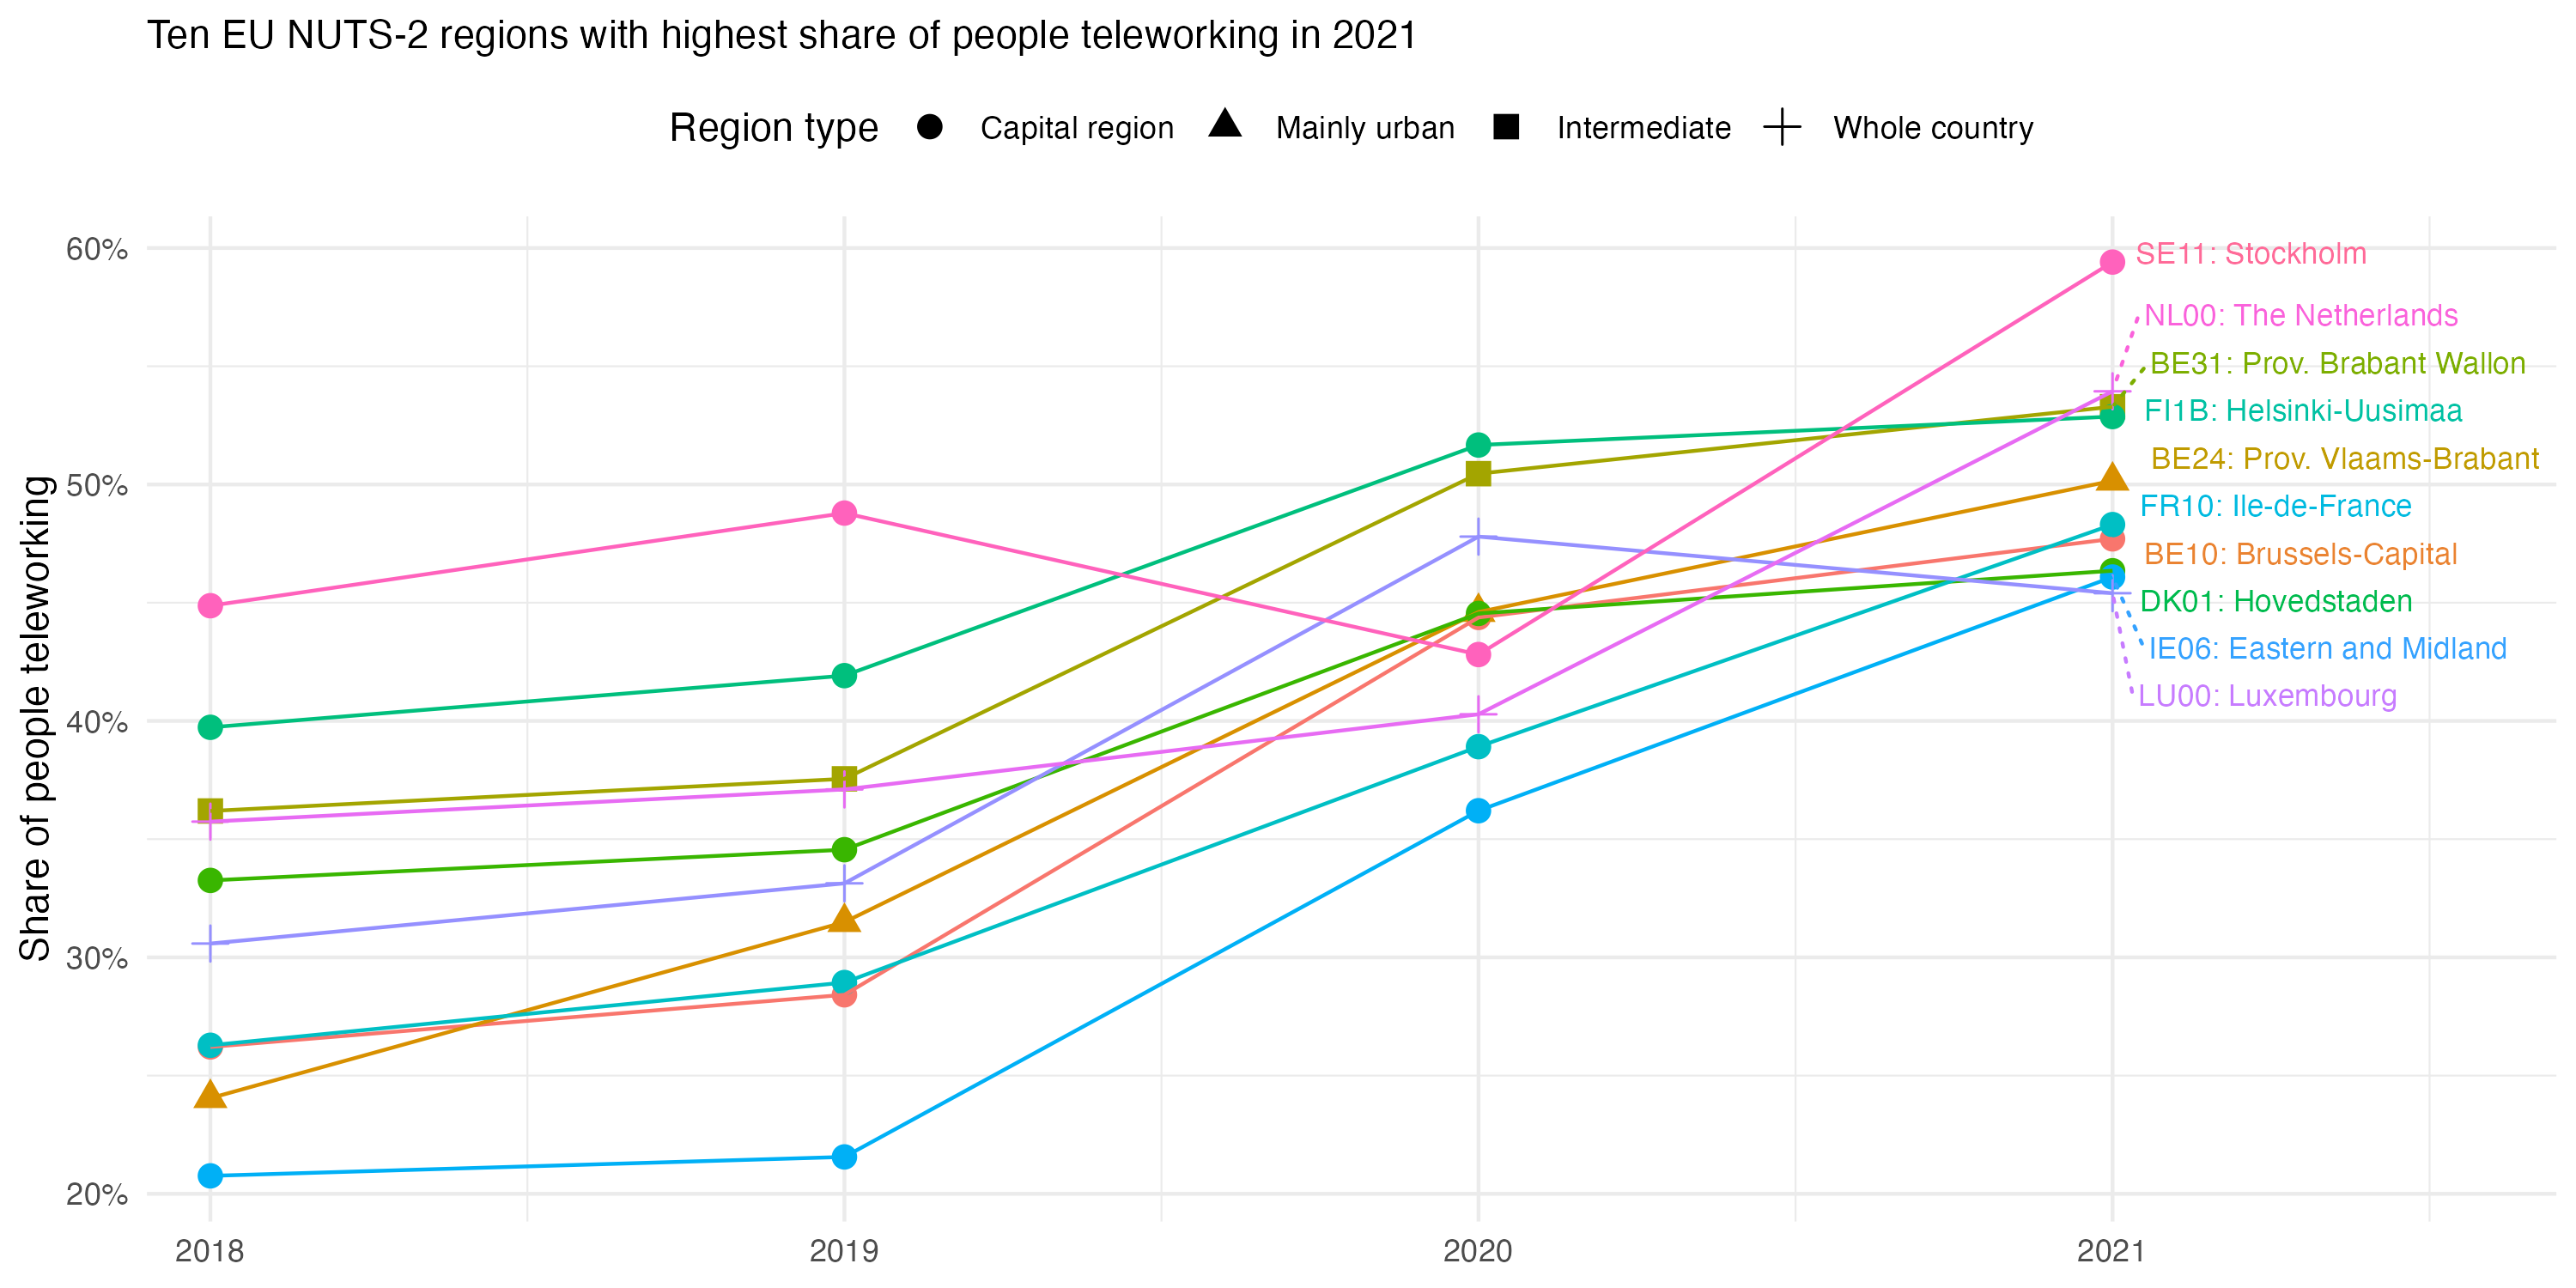 Ten EU NUTS-2 regions with highest share of people teleworking in 2021
Region type Capital region Mainly urban Intermediate Whole country
Share of people teleworking
60%
50%
40%
30%
20%
SE11: Stockholm
NL00: The Netherlands
BE31: Prov. Brabant Wallon
FI1B: Helsinki-Uusimaa
BE24: Prov. Vlaams-Brabant
FR10: Ile-de-France
BE10: Brussels-Capital
DK01: Hovedstaden
IE06: Eastern and Midland
LU00: Luxembourg
2018 2019 2020 2021